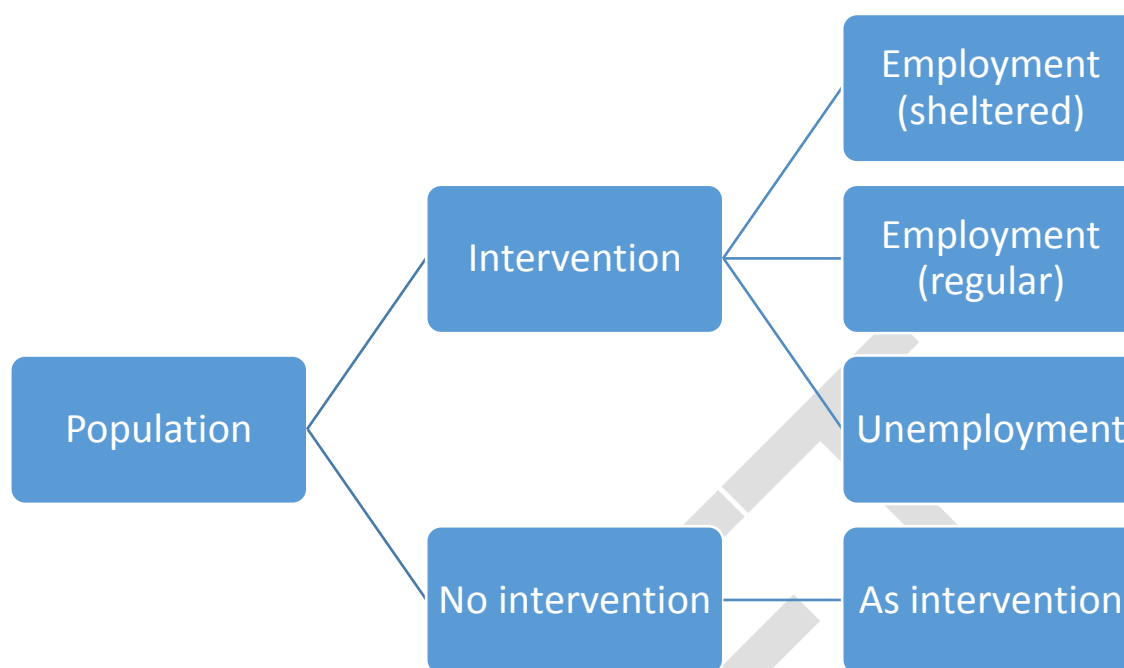 Employment
(sheltered)
Intervention
Employment
(regular)
Population
Unemployment
No intervention
As intervention